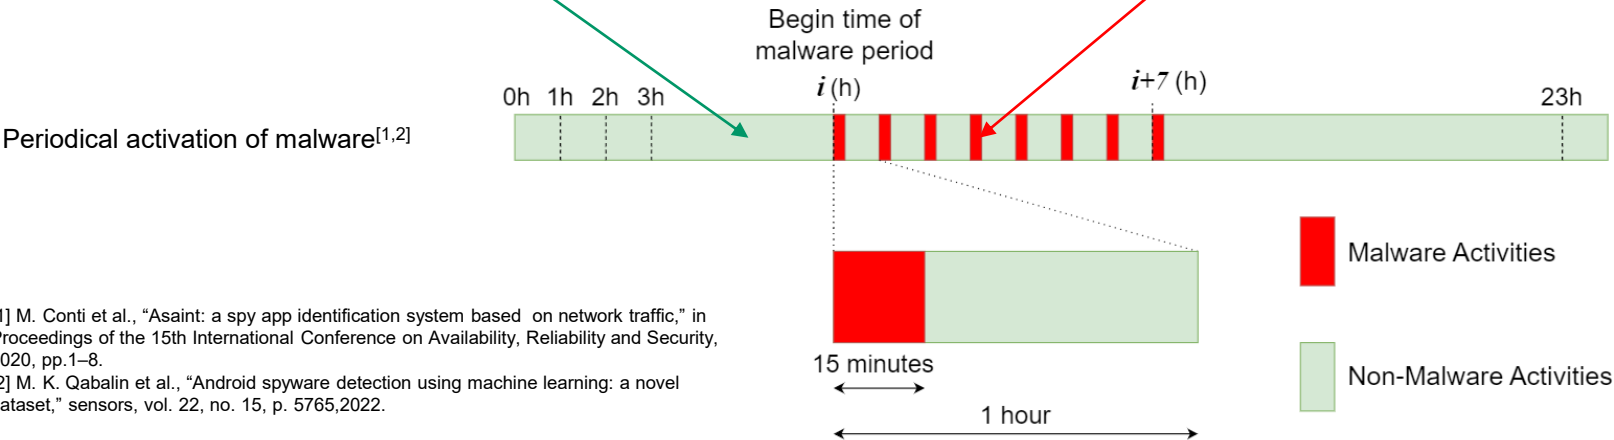 Begin time of
malware period
i (h)
i+7 (h)
0h 1h 2h 3h
23h
Periodical activation of malware[1,2]
Malware Activities
15 minutes
Non-Malware Activities
1 hour
1] M. Conti et al., “Asaint: a spy app identification system based on network traffic,” in
roceedings of the 15th International Conference on Availability, Reliability and Security,
020, pp.1–8.
2] M. K. Qabalin et al., “Android spyware detection using machine learning: a novel
ataset,” sensors, vol. 22, no. 15, p. 5765,2022.